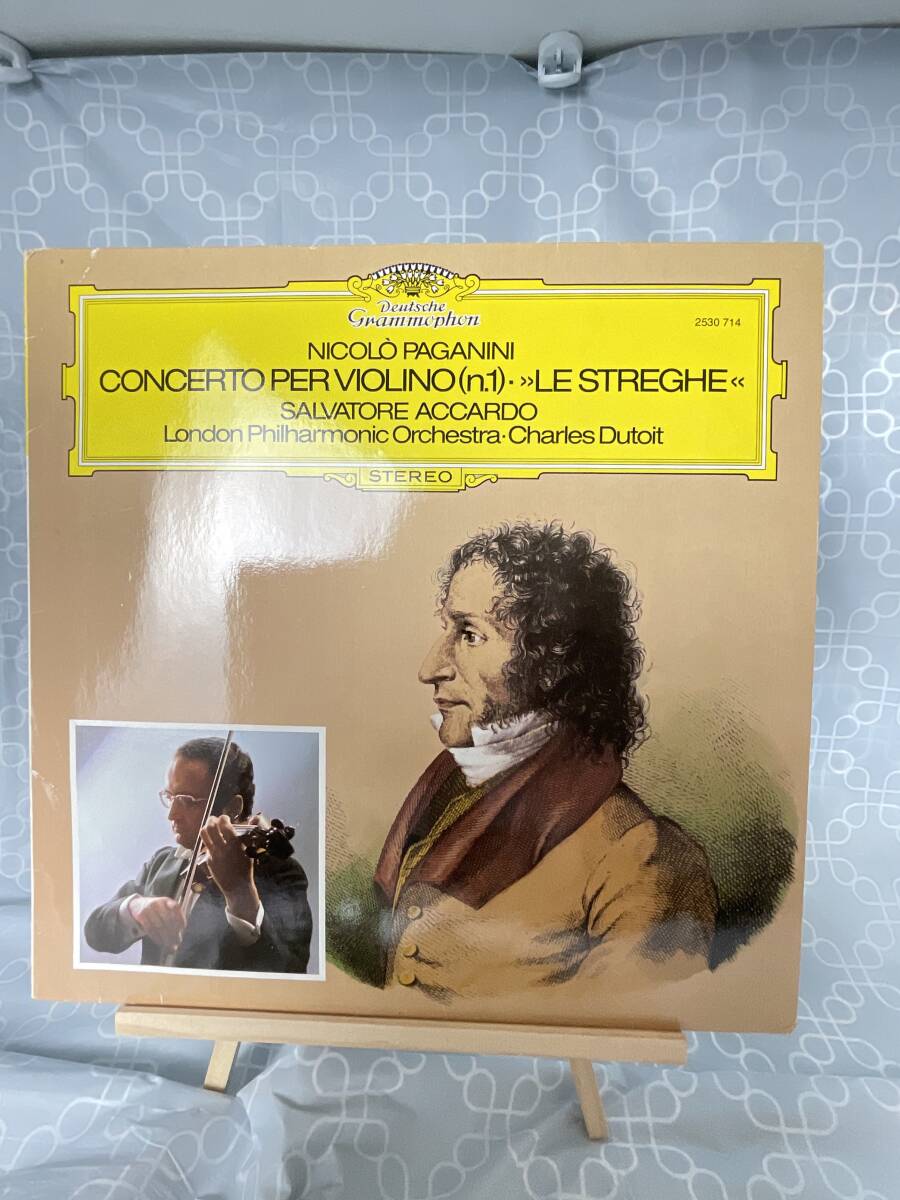 Deutsche
Grammophon
2530 714
NICOLÒ PAGANINI
CONCERTO PER VIOLINO (n.1) · »LE STREGHE«
SALVATORE ACCARDO
London Philharmonic Orchestra · Charles Dutoit
STEREO